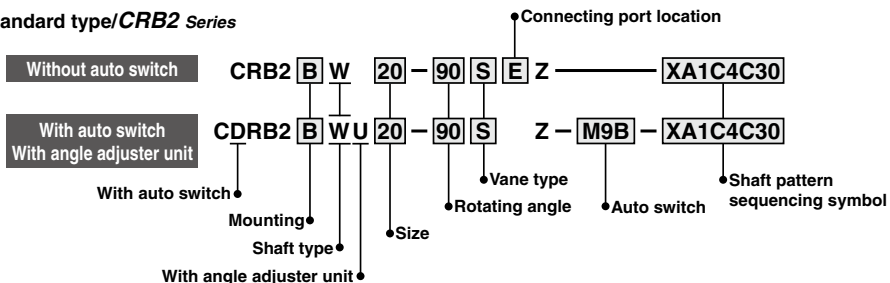 andard type/CRB2 Series
Connecting port location
Without auto switch CRB2 B W 20 – 90 S E Z XA1C4C30
With auto switch
With angle adjuster unit
CDRB2 B W U 20 – 90 S Z – M9B – XA1C4C30
Vane type
Shaft pattern
sequencing symbol
With auto switch
Rotating angle
Auto switch
Mounting
Size
Shaft type
With angle adjuster unit